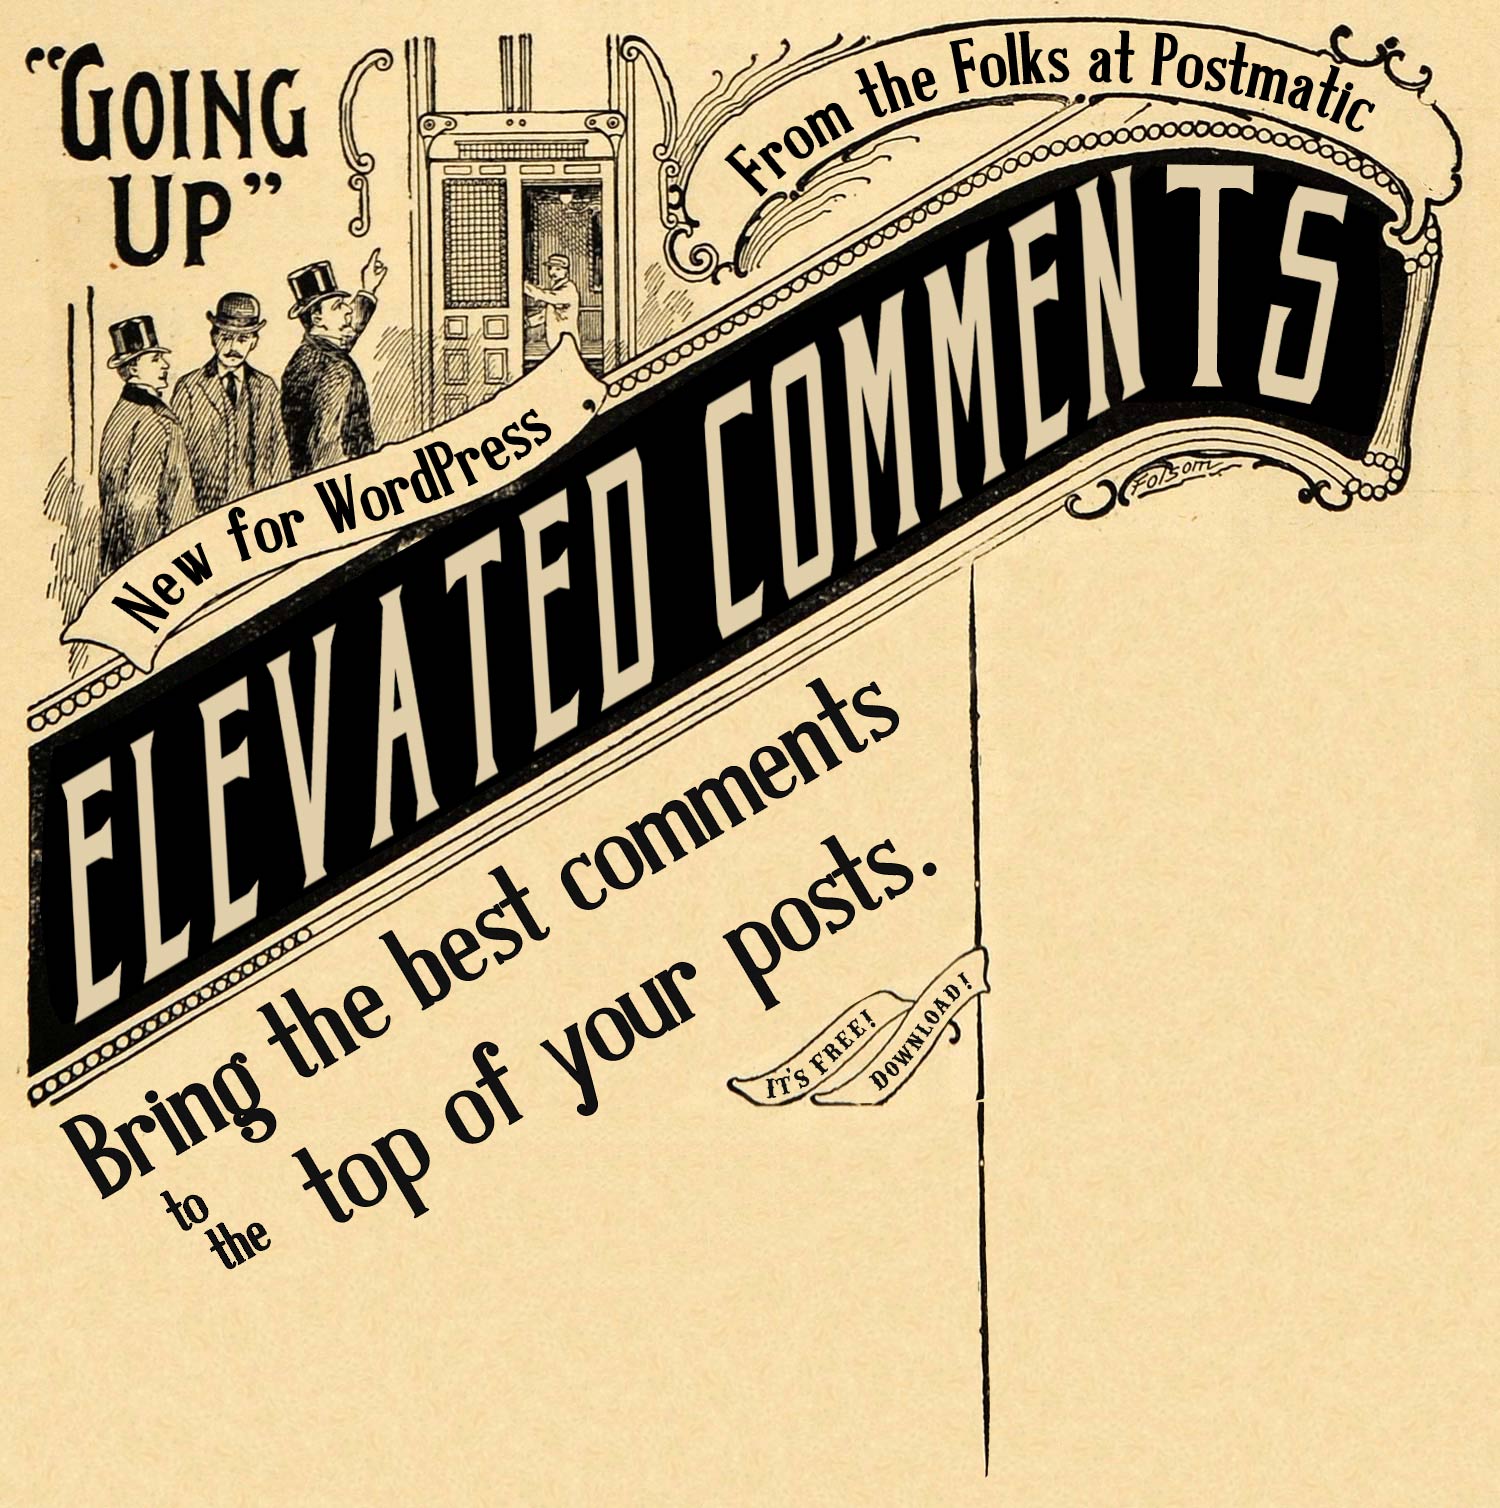 "GOING
UP"
From the Folks at Postmatic
New for WordPress
ELEVATED COMMENTS
Folsom
Bring the best comments
to
the
top of your posts.
IT'S FREE!
DOWNLOAD!